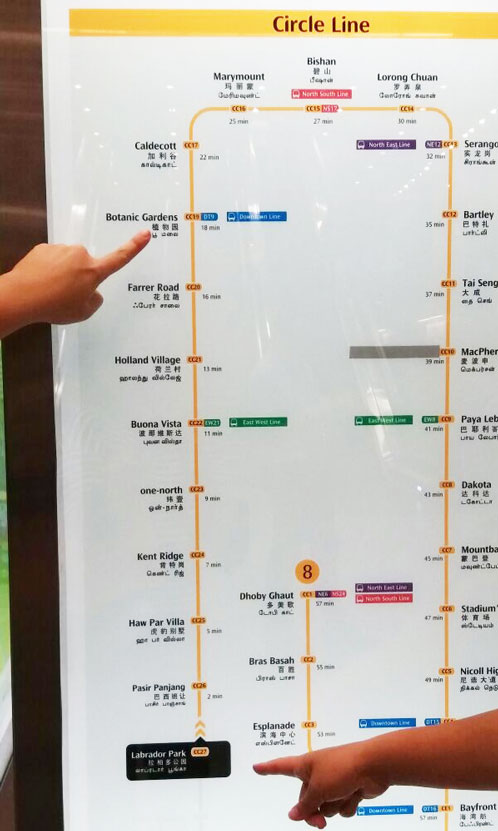 Circle Line
Bishan
碧山
பீஷான்
North South Line
CC15 NS17
27 min
Marymount
玛丽蒙
மேரிமவுண்ட்
CC16
25 min
Lorong Chuan
罗弄泉
லோரோங் சுவான்
CC14
30 min
Caldecott
加利谷
கால்டிகாட்
CC17
22 min
Botanic Gardens
植物园
பூ மலை
CC19 DT9
Downtown Line
18 min
Farrer Road
花拉路
ஃபேரர் சாலை
CC20
16 min
Holland Village
荷兰村
ஹாலந்து வில்லேஜ்
CC21
13 min
Buona Vista
波那维斯达
புவன விஸ்தா
CC22 EW21
East West Line
11 min
one-north
纬壹
ஒன்-நார்த்
CC23
9 min
Kent Ridge
肯特岗
கெண்ட் ரிஜ்
CC24
7 min
Haw Par Villa
虎豹别墅
ஹா பர் வில்லா
CC25
5 min
Pasir Panjang
巴西班让
பாசிர் பாஞ்சாங்
CC26
2 min
Labrador Park
拉柏多公园
லாப்ரடார் பூங்கா
CC27
8
Dhoby Ghaut
多美歌
டோபி காட்
CC1 NE6 NS24
North East Line
North South Line
57 min
Bras Basah
百胜
பிராஸ் பாசா
CC2
55 min
Esplanade
滨海中心
எஸ்பிளனேட்
CC3
53 min
North East Line
NE12 CC13
Serango
实龙岗
சிராங்கூன்
32 min
Bartley
巴特礼
பார்ட்லி
CC12
35 min
Tai Seng
大成
தை செங்
CC11
37 min
MacPher
麦波申
மெக்பர்சன்
CC10
39 min
Paya Leb
巴耶利
பாய லேபா
East West Line
EW8 CC9
41 min
Dakota
达科达
டகோட்டா
CC8
43 min
Mountba
蒙巴登
மவுண்ட்பே
CC7
45 min
Stadium
体育场
ஸ்டேடியம்
CC6
47 min
Nicoll Hig
尼诰大道
நிக்கல் நெடு
CC5
49 min
Downtown Line
DT15
Bayfront
海湾舫
பேஃபிரண்ட்
Downtown Line
DT16 CE1
57 min